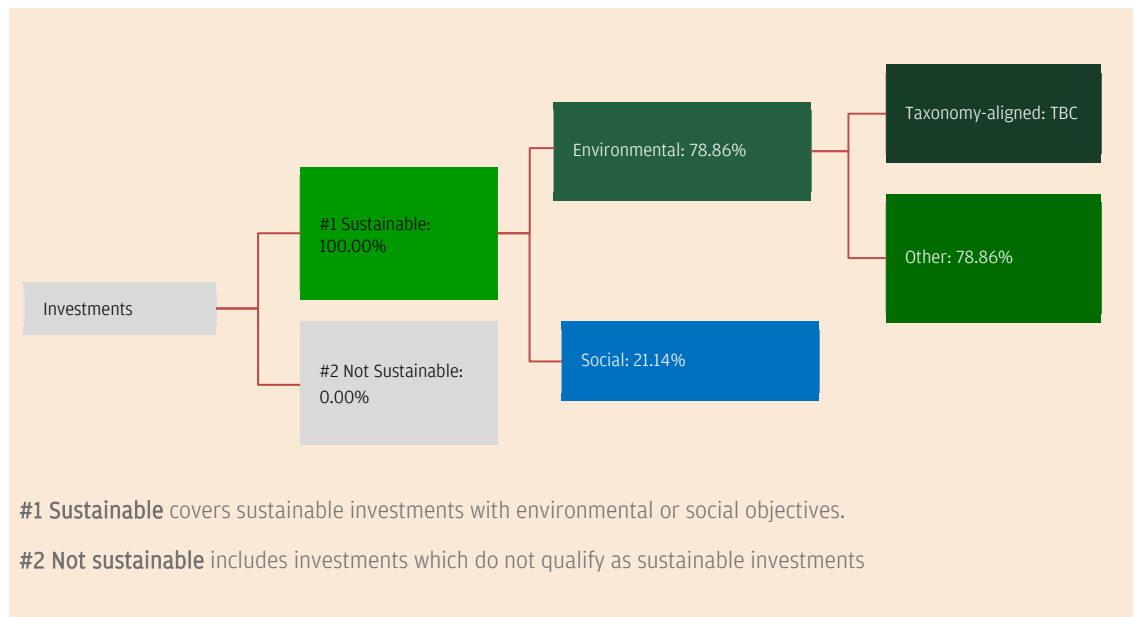 Taxonomy-aligned: TBC
Environmental: 78.86%
#1 Sustainable:
100.00%
Other: 78.86%
Investments
Social: 21.14%
#2 Not Sustainable:
0.00%
#1 Sustainable covers sustainable investments with environmental or social objectives.
#2 Not sustainable includes investments which do not qualify as sustainable investments